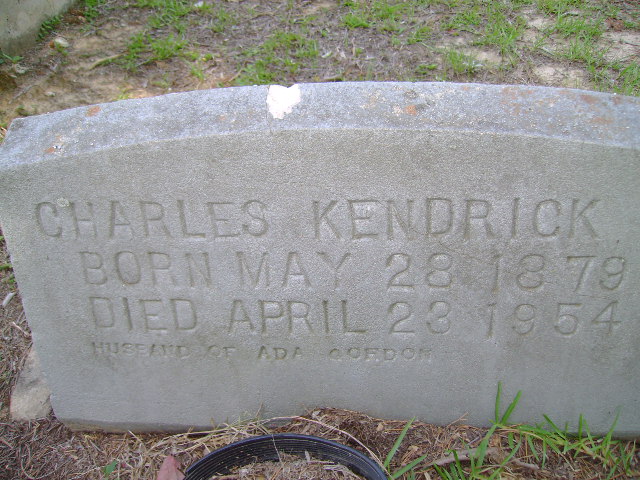 CHARLES KENDRICK
BORN MAY 28 1879
DIED APRIL 23 1954
HUSBAND OF ADA GORDON